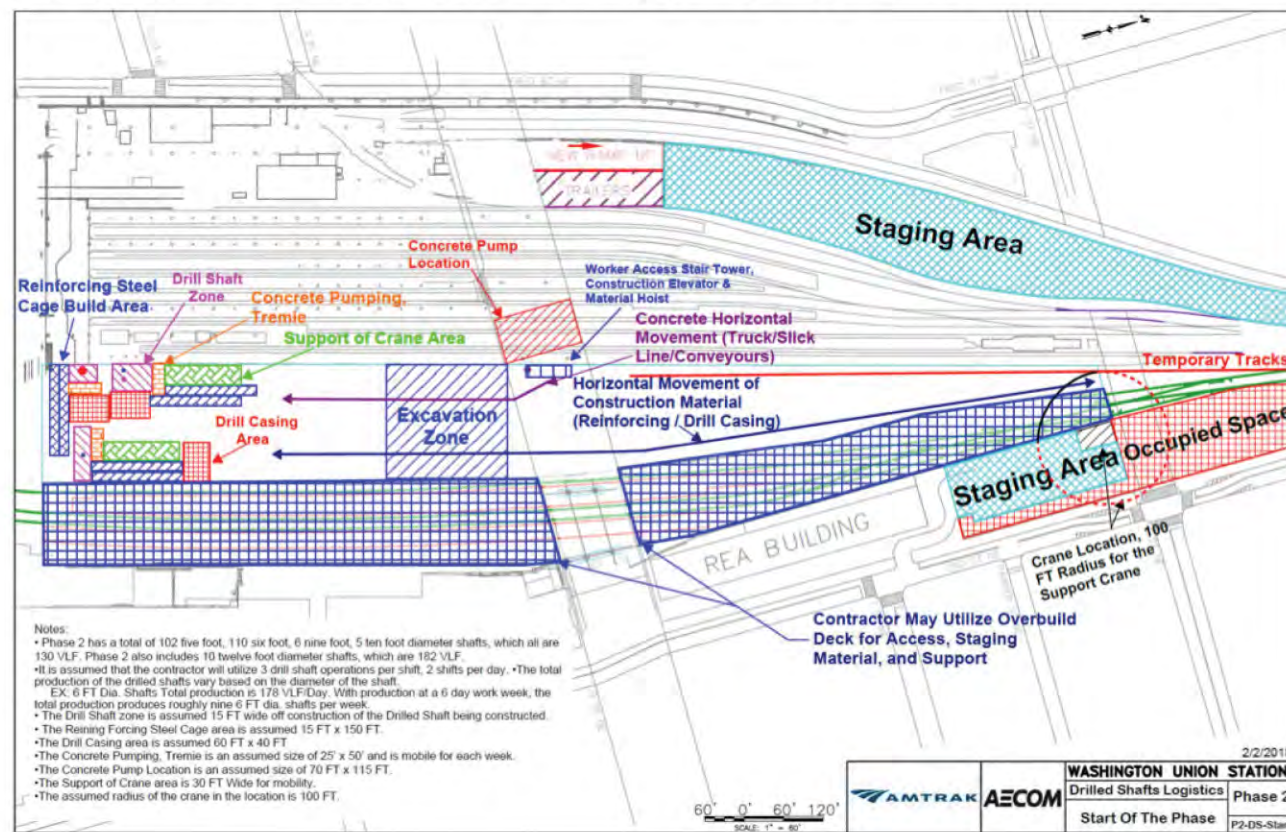 NEW RAMP UP
TRAILERS
Staging Area
Concrete Pump
Location
Worker Access Stair Tower,
Construction Elevator &
Material Hoist
Reinforcing Steel
Cage Build Area
Drill Shaft
Zone
Concrete Pumping,
Tremie
Support of Crane Area
Concrete Horizontal
Movement (Truck/Slick
Line/Conveyours)
Temporary Tracks
Horizontal Movement of
Construction Material
(Reinforcing / Drill Casing)
Drill Casing
Area
Excavation
Zone
Staging Area
Occupied Space
REA BUILDING
Crane Location, 100
FT Radius for the
Support Crane
Contractor May Utilize Overbuild
Deck for Access, Staging
Material, and Support
Notes:
• Phase 2 has a total of 102 five foot, 110 six foot, 6 nine foot, 5 ten foot diameter shafts, which all are
130 VLF. Phase 2 also includes 10 twelve foot diameter shafts, which are 182 VLF.
•It is assumed that the contractor will utilize 3 drill shaft operations per shift, 2 shifts per day. •The total
production of the drilled shafts vary based on the diameter of the shaft.
EX: 6 FT Dia. Shafts Total production is 178 VLF/Day. With production at a 6 day work week, the
total production produces roughly nine 6 FT dia. shafts per week.
• The Drill Shaft zone is assumed 15 FT wide off construction of the Drilled Shaft being constructed.
• The Reining Forcing Steel Cage area is assumed 15 FT x 150 FT.
•The Drill Casing area is assumed 60 FT x 40 FT
•The Concrete Pumping, Tremie is an assumed size of 25' x 50' and is mobile for each week.
•The Concrete Pump Location is an assumed size of 70 FT x 115 FT.
•The Support of Crane area is 30 FT Wide for mobility.
•The assumed radius of the crane in the location is 100 FT.
60' 0' 60' 120'
SCALE: 1" = 60'
2/2/2018
AMTRAK
AECOM
WASHINGTON UNION STATION
Drilled Shafts Logistics
Phase 2
Start Of The Phase
P2-DS-Start